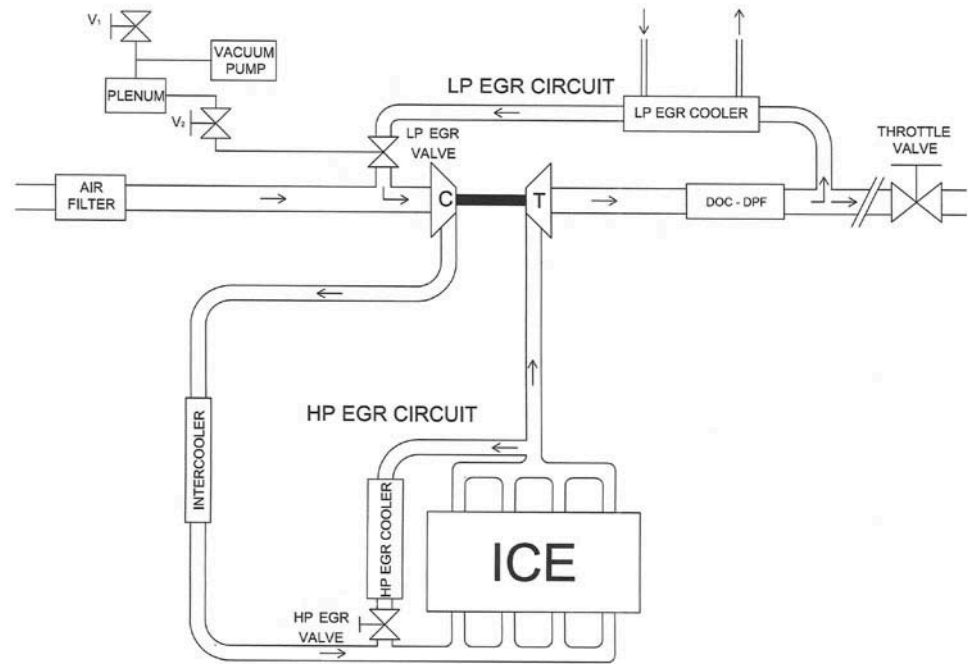 V₁
VACUUM
PUMP
PLENUM
V₂
LP EGR CIRCUIT
LP EGR COOLER
LP EGR
VALVE
THROTTLE
VALVE
AIR
FILTER
C
T
DOC - DPF
HP EGR CIRCUIT
INTERCOOLER
HP EGR COOLER
ICE
HP EGR
VALVE